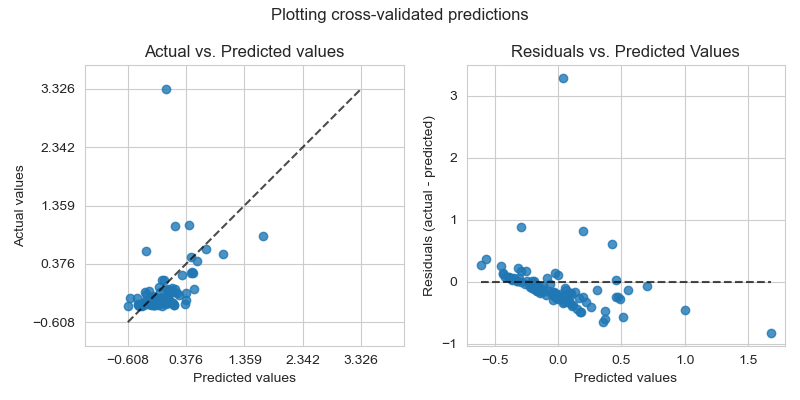 Plotting cross-validated predictions
Actual vs. Predicted values
3.326
2.342
1.359
0.376
−0.608
Actual values
−0.608 0.376 1.359 2.342 3.326
Predicted values
Residuals vs. Predicted Values
3
2
1
0
−1
Residuals (actual - predicted)
−0.5 0.0 0.5 1.0 1.5
Predicted values